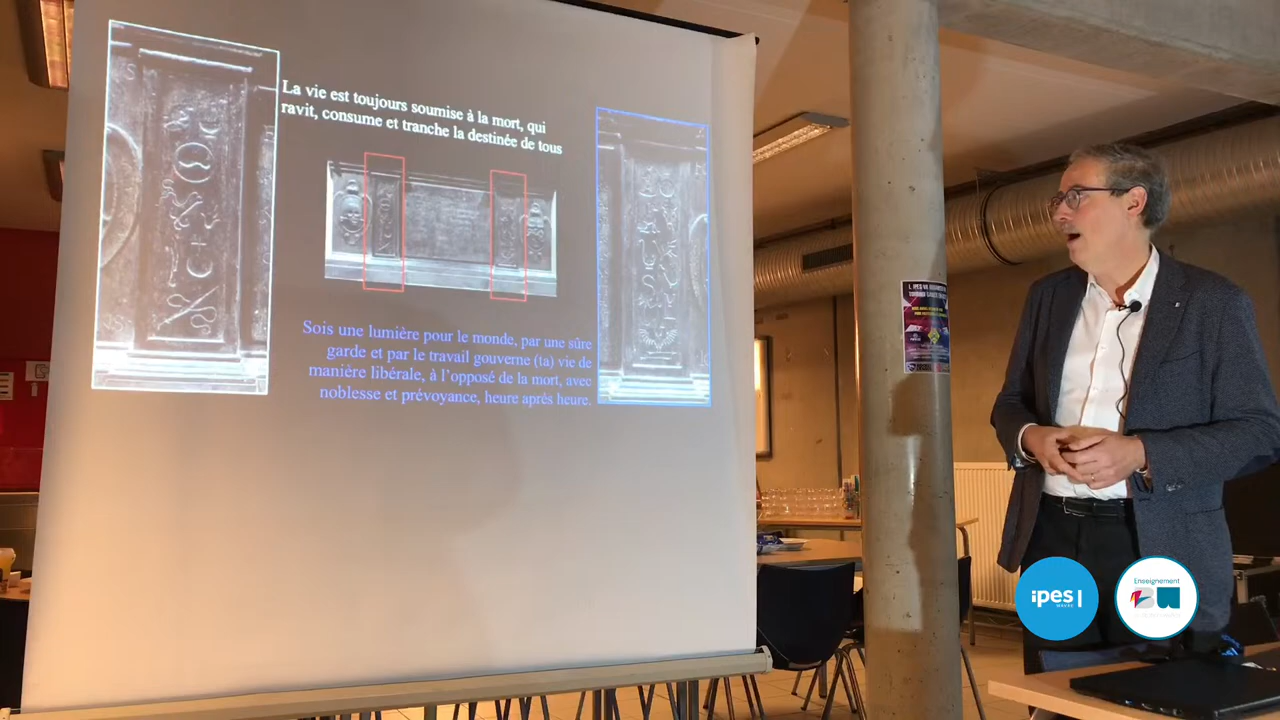 La vie est toujours soumise à la mort, qui
ravit, consume et tranche la destinée de tous
Sois une lumière pour le monde, par une sûre
garde et par le travail gouverne (ta) vie de
manière libérale, à l'opposé de la mort, avec
noblesse et prévoyance, heure aprés heure.
ipes
WAVRE
Enseignement